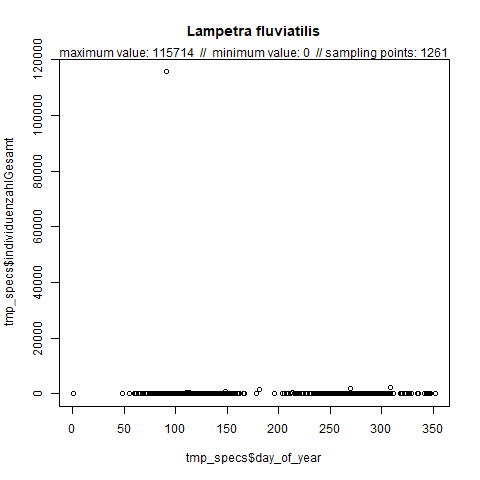 Lampetra fluviatilis
maximum value: 115714 // minimum value: 0 // sampling points: 1261
tmp_specs$individuenzahlGesamt
120000
100000
80000
60000
40000
20000
0
0 50 100 150 200 250 300 350
tmp_specs$day_of_year